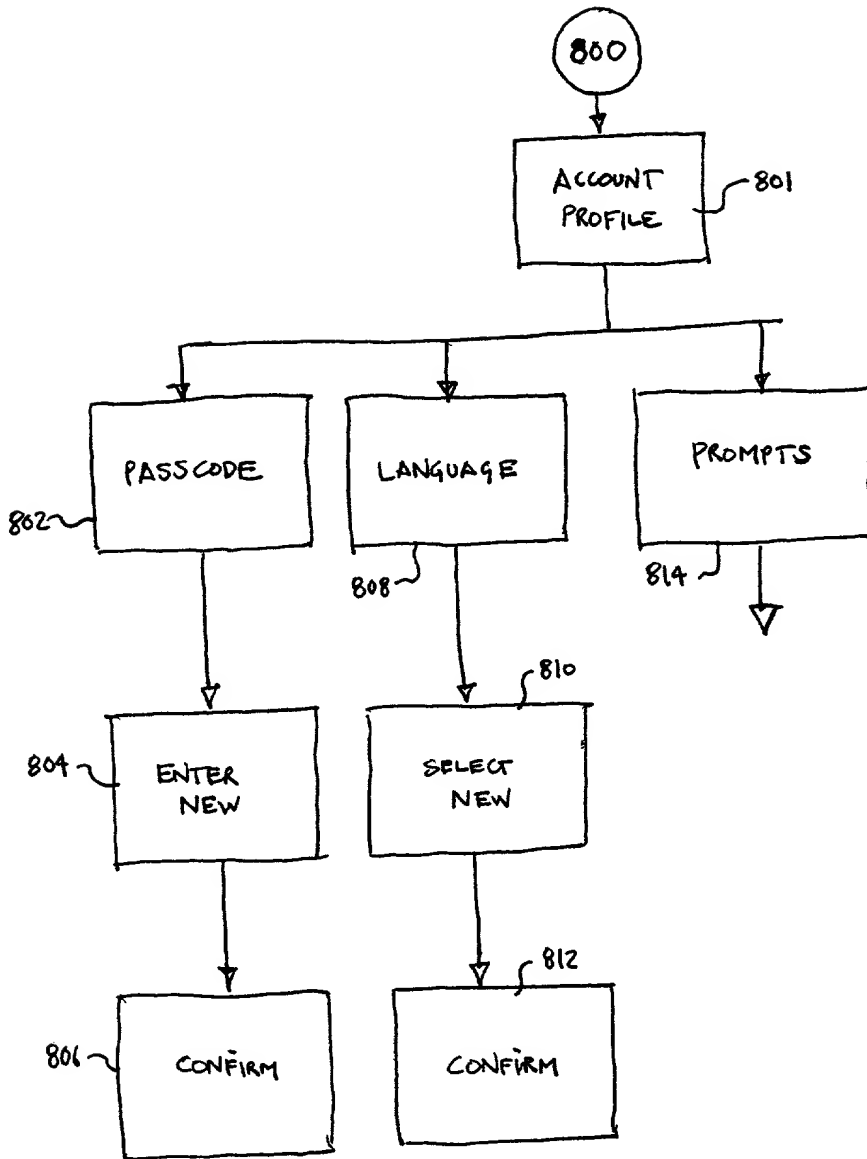 800
ACCOUNT
PROFILE
801
PASSCODE
LANGUAGE
PROMPTS
802
808
814
810
804
ENTER
NEW
SELECT
NEW
812
806
CONFIRM
CONFIRM